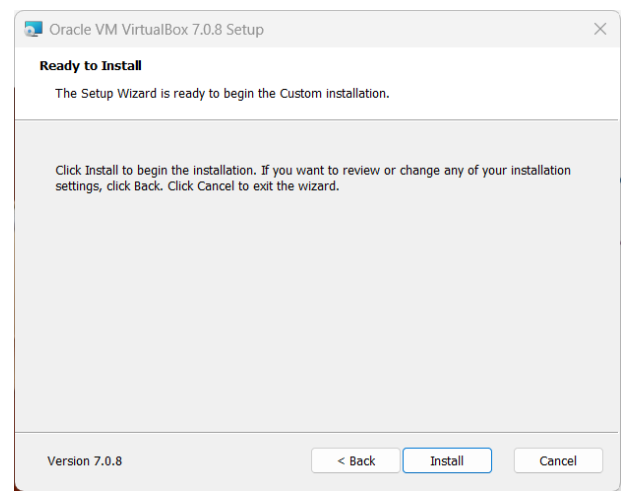 Oracle VM VirtualBox 7.0.8 Setup
Ready to Install
The Setup Wizard is ready to begin the Custom installation.
Click Install to begin the installation. If you want to review or change any of your installation
settings, click Back. Click Cancel to exit the wizard.
Version 7.0.8
< Back
Install
Cancel